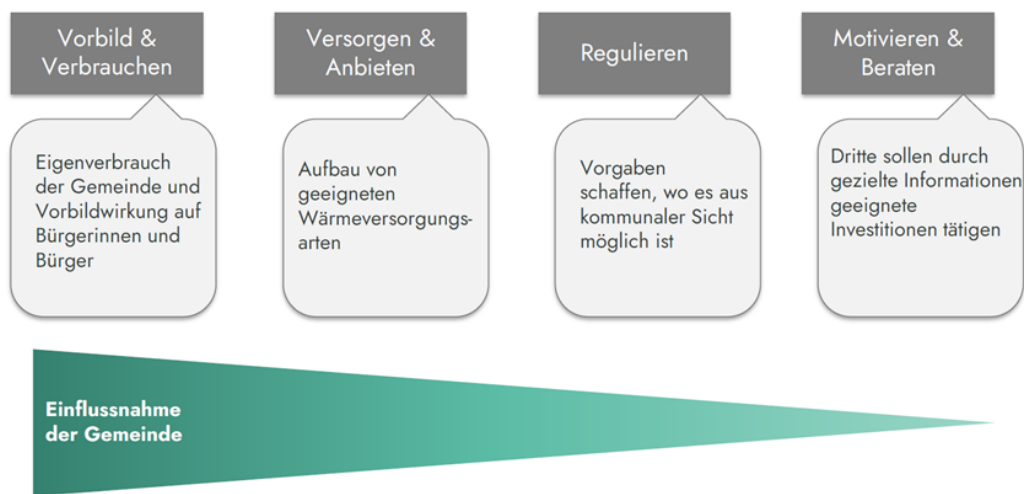 Vorbild &
Verbrauchen
Versorgen &
Anbieten
Regulieren
Motivieren &
Beraten
Eigenverbrauch
der Gemeinde und
Vorbildwirkung auf
Bürgerinnen und
Bürger
Aufbau von
geeigneten
Wärmeversorgungs-
arten
Vorgaben
schaffen, wo es aus
kommunaler Sicht
möglich ist
Dritte sollen durch
gezielte Informationen
geeignete
Investitionen tätigen
Einflussnahme
der Gemeinde